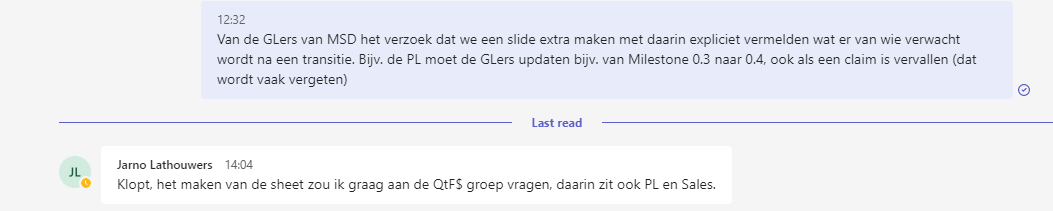 12:32
Van de GLers van MSD het verzoek dat we een slide extra maken met daarin expliciet vermelden wat er van wie verwacht
wordt na een transitie. Bijv. de PL moet de GLers updaten bijv. van Milestone 0.3 naar 0.4, ook als een claim is vervallen (dat
wordt vaak vergeten)
Last read
JL
Jarno Lathouwers 14:04
Klopt, het maken van de sheet zou ik graag aan de QtF$ groep vragen, daarin zit ook PL en Sales.